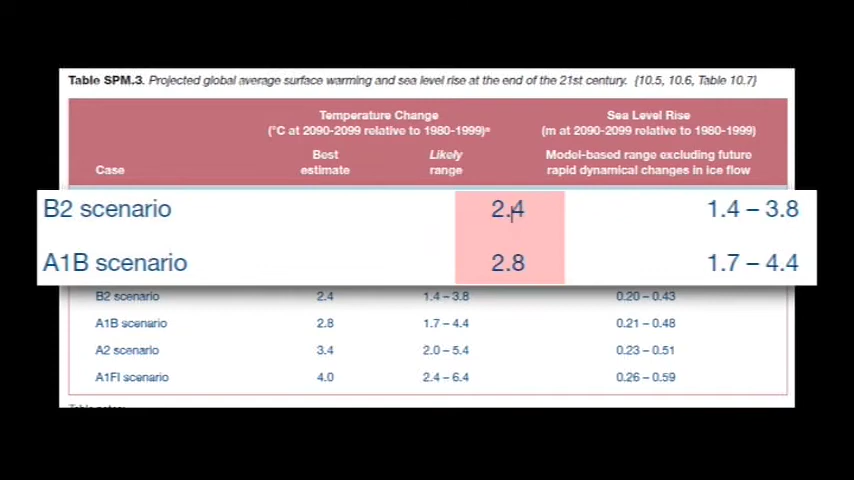 Table SPM.3. Projected global average surface warming and sea level rise at the end of the 21st century. {10.5, 10.6, Table 10.7}
Temperature Change Sea Level Rise
(°C at 2090-2099 relative to 1980-1999)ᵃ (m at 2090-2099 relative to 1980-1999)
Best Likely Model-based range excluding future
Case estimate range rapid dynamical changes in ice flow
B2 scenario 2.4 1.4 – 3.8
A1B scenario 2.8 1.7 – 4.4
B2 scenario 2.4 1.4 – 3.8 0.20 – 0.43
A1B scenario 2.8 1.7 – 4.4 0.21 – 0.48
A2 scenario 3.4 2.0 – 5.4 0.23 – 0.51
A1FI scenario 4.0 2.4 – 6.4 0.26 – 0.59